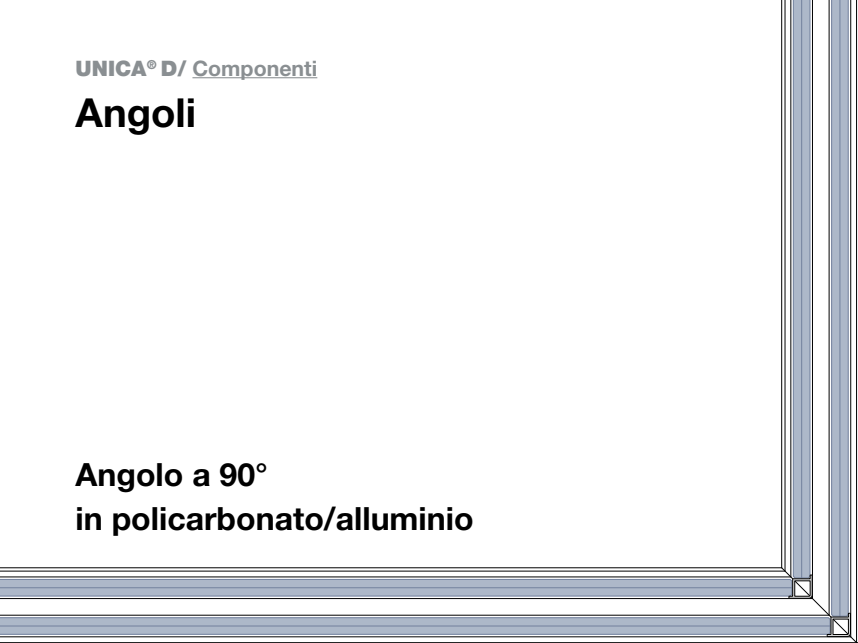 UNICA® D/ Componenti
Angoli
Angolo a 90°
in policarbonato/alluminio